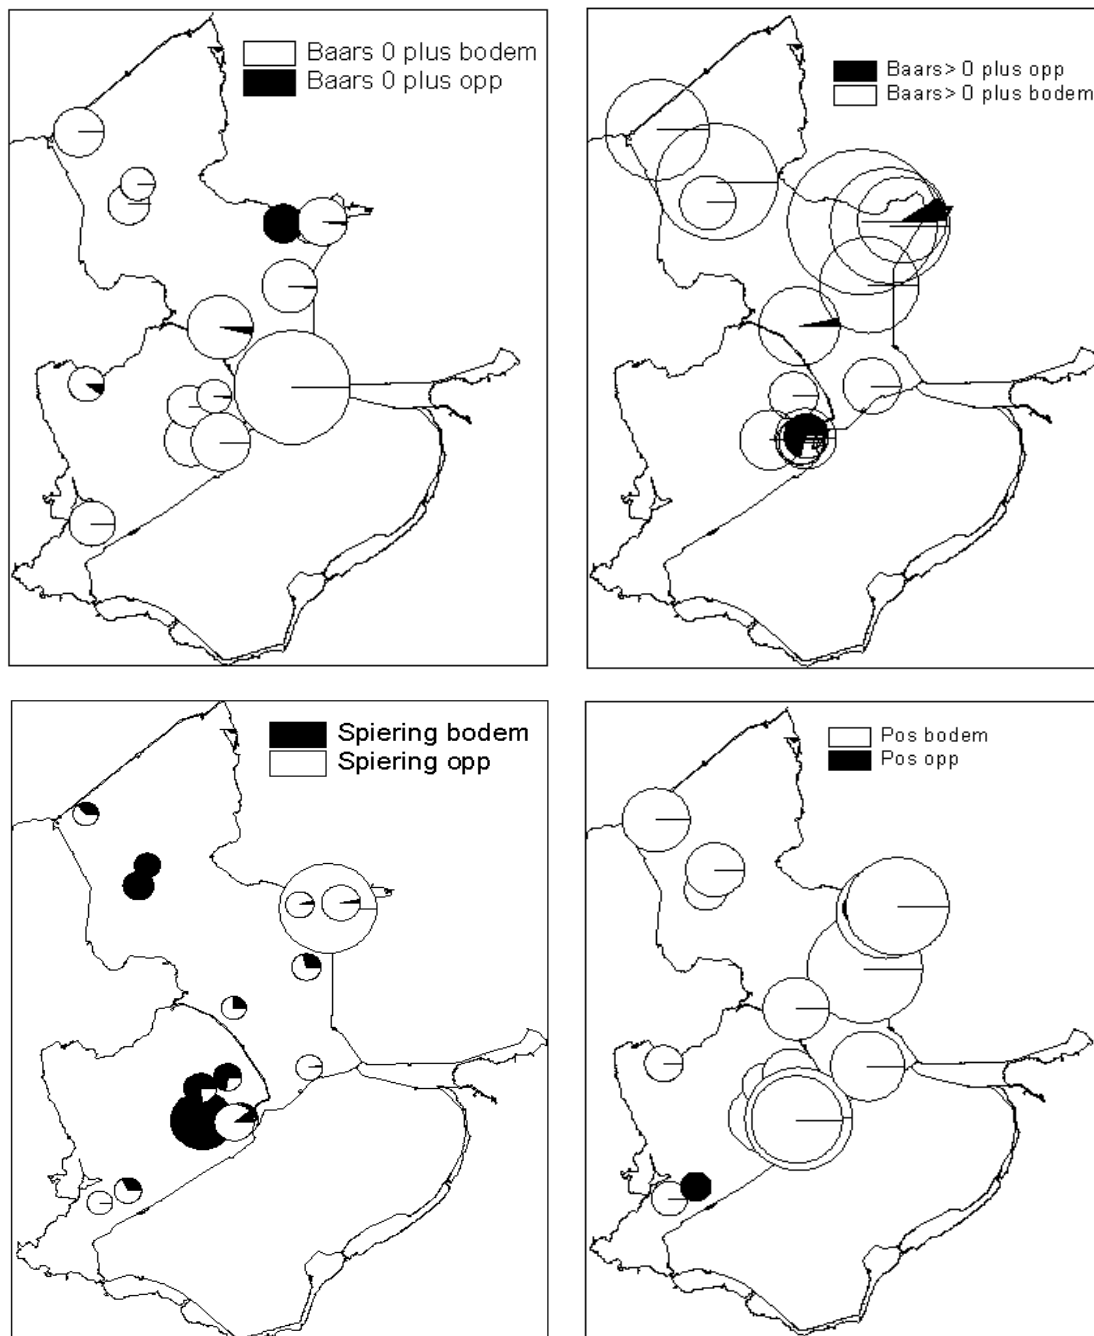 Baars 0 plus bodem
Baars 0 plus opp
Baars> 0 plus opp
Baars> 0 plus bodem
Spiering bodem
Spiering opp
Pos bodem
Pos opp